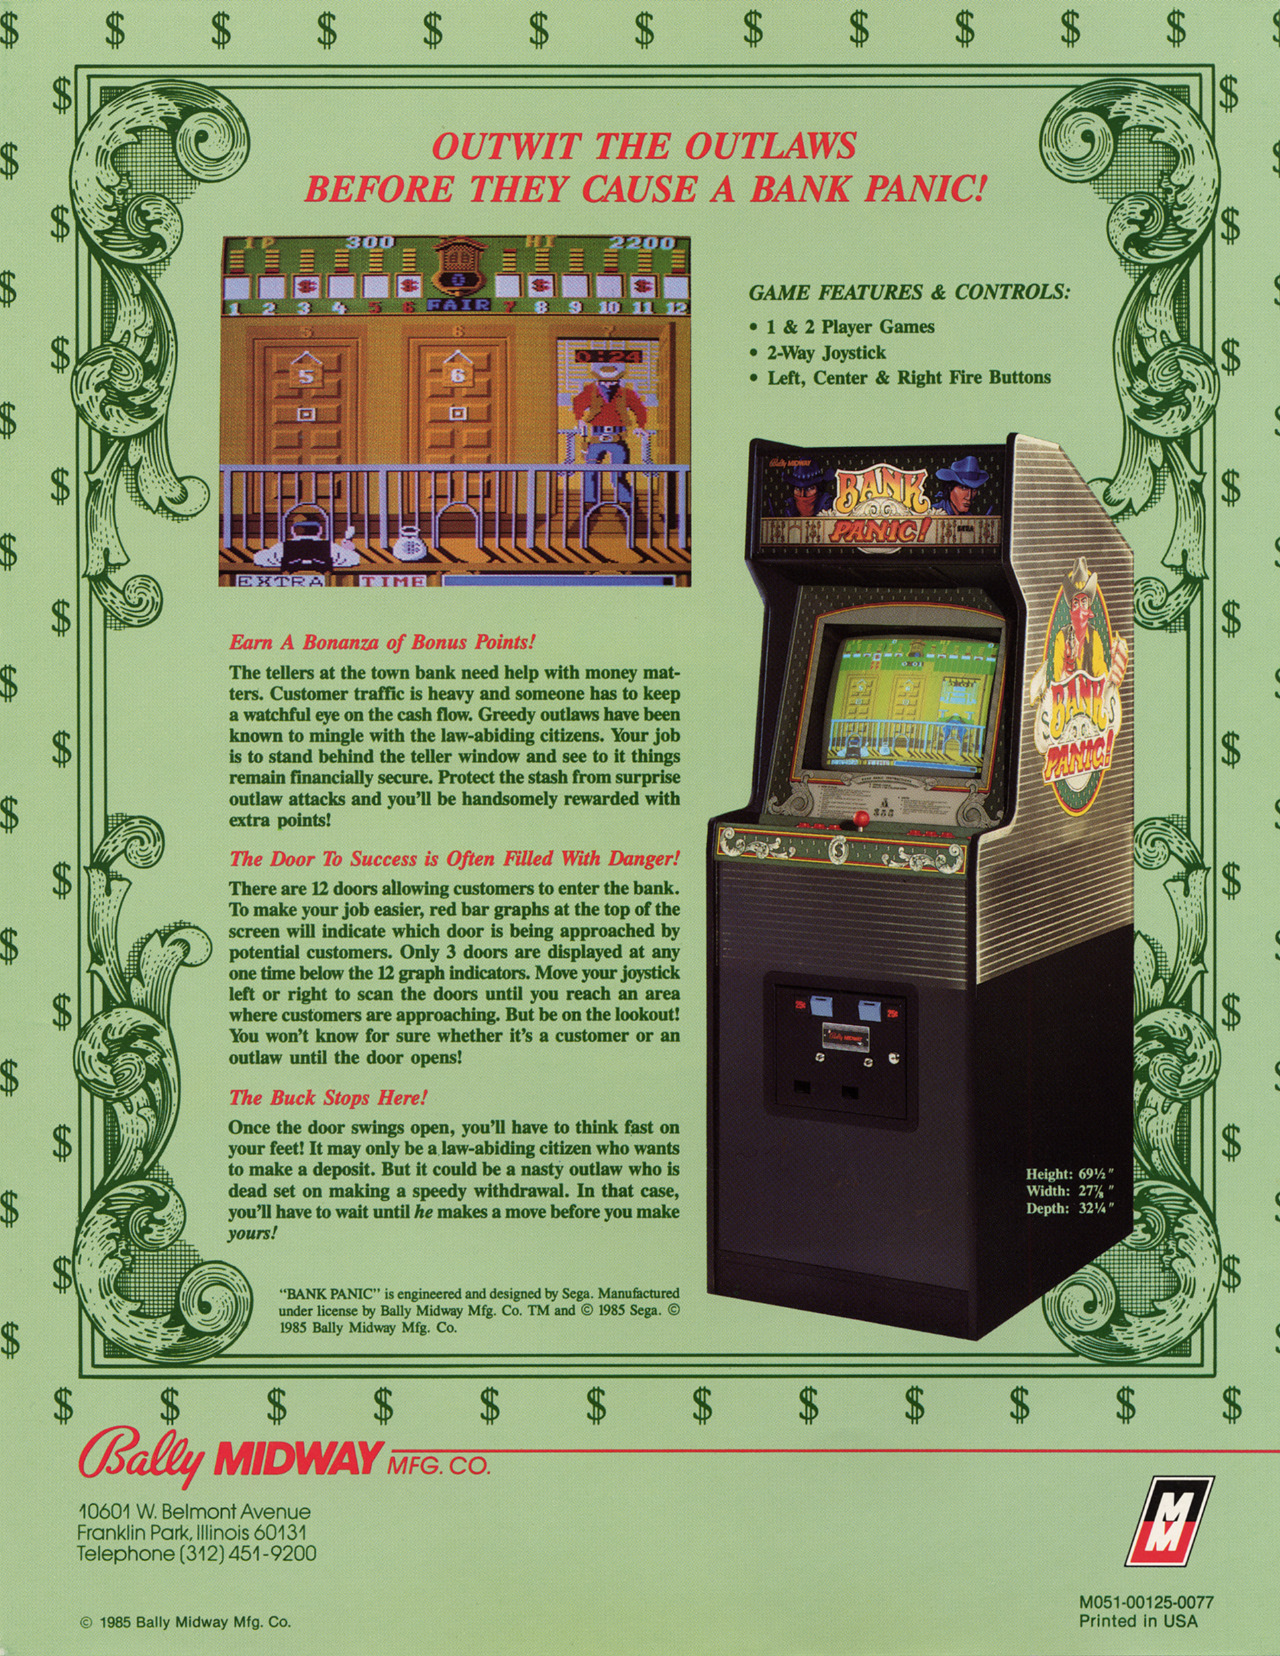 OUTWIT THE OUTLAWS
BEFORE THEY CAUSE A BANK PANIC!
1P 300 HI 2200
0
1 2 3 4 5 6 FAIR 7 8 9 10 11 12
5 6 7
0:24
5 6
EXTRA TIME
GAME FEATURES & CONTROLS:
• 1 & 2 Player Games
• 2-Way Joystick
• Left, Center & Right Fire Buttons
Bally MIDWAY
BANK
PANIC!
SEGA
BANK
PANIC!
Earn A Bonanza of Bonus Points!
The tellers at the town bank need help with money mat-
ters. Customer traffic is heavy and someone has to keep
a watchful eye on the cash flow. Greedy outlaws have been
known to mingle with the law-abiding citizens. Your job
is to stand behind the teller window and see to it things
remain financially secure. Protect the stash from surprise
outlaw attacks and you'll be handsomely rewarded with
extra points!
The Door To Success is Often Filled With Danger!
There are 12 doors allowing customers to enter the bank.
To make your job easier, red bar graphs at the top of the
screen will indicate which door is being approached by
potential customers. Only 3 doors are displayed at any
one time below the 12 graph indicators. Move your joystick
left or right to scan the doors until you reach an area
where customers are approaching. But be on the lookout!
You won't know for sure whether it's a customer or an
outlaw until the door opens!
The Buck Stops Here!
Once the door swings open, you'll have to think fast on
your feet! It may only be a law-abiding citizen who wants
to make a deposit. But it could be a nasty outlaw who is
dead set on making a speedy withdrawal. In that case,
you'll have to wait until he makes a move before you make
yours!
25¢ 25¢
Bally MIDWAY
Height: 69½"
Width: 27⅞"
Depth: 32¼"
"BANK PANIC" is engineered and designed by Sega. Manufactured
under license by Bally Midway Mfg. Co. TM and © 1985 Sega. ©
1985 Bally Midway Mfg. Co.
Bally MIDWAY MFG. CO.
10601 W. Belmont Avenue
Franklin Park, Illinois 60131
Telephone (312) 451-9200
M
M
M051-00125-0077
Printed in USA
© 1985 Bally Midway Mfg. Co.